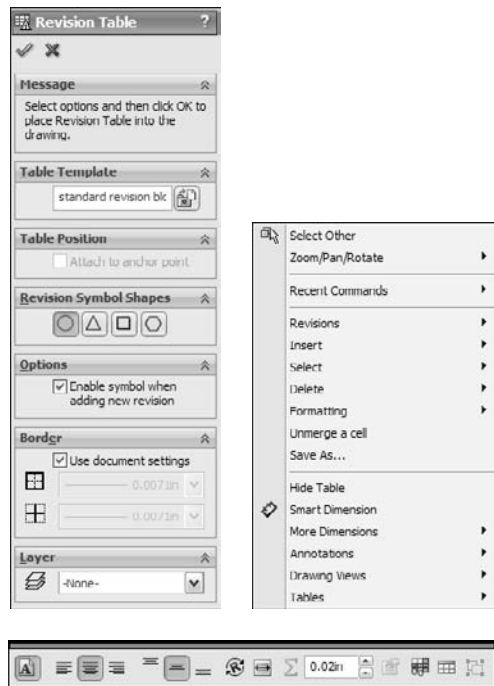 Revision Table ?
Message
Select options and then click OK to
place Revision Table into the
drawing.
Table Template
standard revision blc
Table Position
Attach to anchor point
Revision Symbol Shapes
Options
Enable symbol when
adding new revision
Border
Use document settings
0.007in
0.007in
Layer
-None-
Select Other
Zoom/Pan/Rotate
Recent Commands
Revisions
Insert
Select
Delete
Formatting
Unmerge a cell
Save As...
Hide Table
Smart Dimension
More Dimensions
Annotations
Drawing Views
Tables
A Σ 0.02in